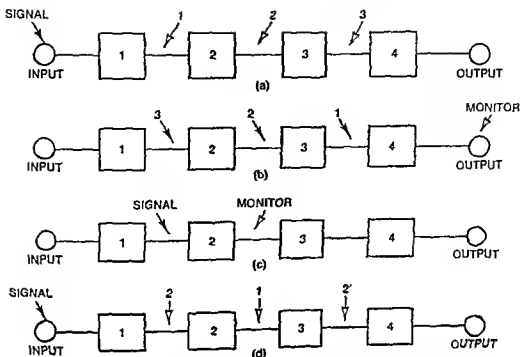 SIGNAL
1 2 3
1 2 3 4
INPUT OUTPUT
(a)
MONITOR
3 2 1
1 2 3 4
INPUT OUTPUT
(b)
SIGNAL MONITOR
1 2 3 4
INPUT OUTPUT
(c)
SIGNAL
2 1 2'
1 2 3 4
INPUT OUTPUT
(d)